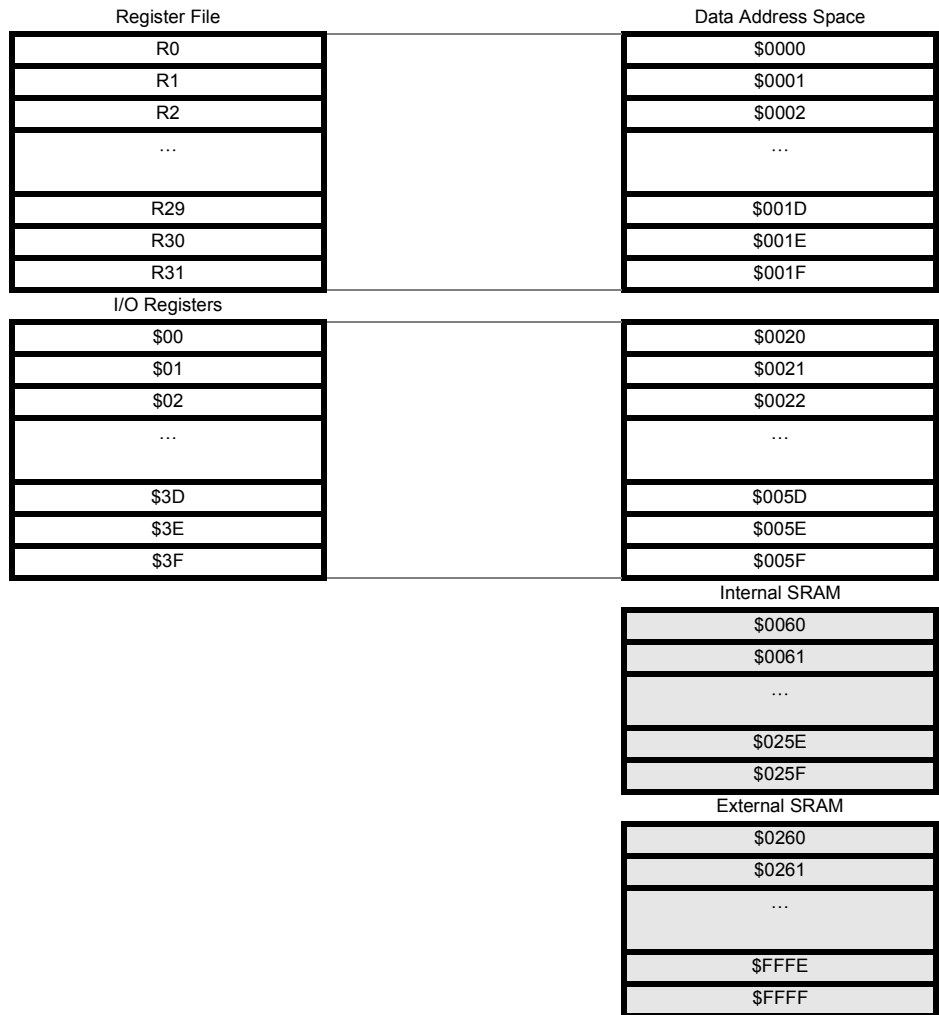 Register File
R0
R1
R2
...
R29
R30
R31
I/O Registers
$00
$01
$02
...
$3D
$3E
$3F
Data Address Space
$0000
$0001
$0002
...
$001D
$001E
$001F
$0020
$0021
$0022
...
$005D
$005E
$005F
Internal SRAM
$0060
$0061
...
$025E
$025F
External SRAM
$0260
$0261
...
$FFFE
$FFFF